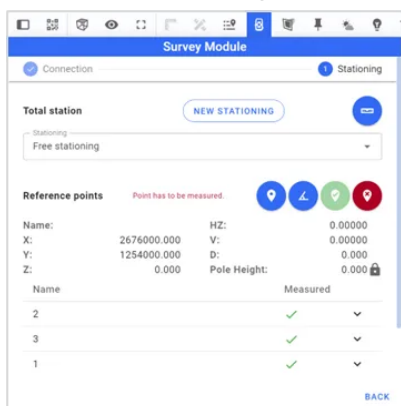 Survey Module
Connection
1 Stationing
Total station NEW STATIONING
Stationing
Free stationing
Reference points Point has to be measured.
Name: HZ: 0.00000
X: 2676000.000 V: 0.00000
Y: 1254000.000 D: 0.000
Z: 0.000 Pole Height: 0.000
Name Measured
2
3
1
BACK